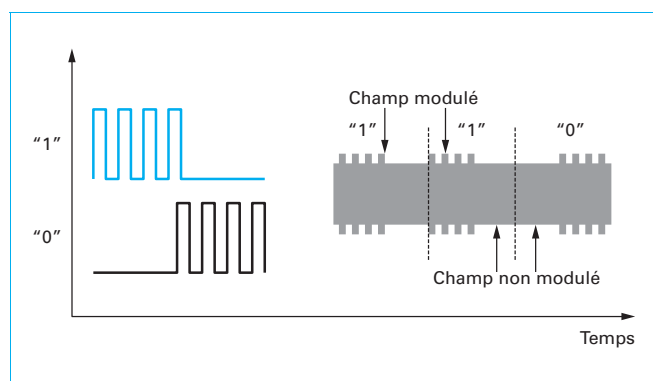 Champ modulé
“1” “1” “1” “0”
“0”
Champ non modulé
Temps